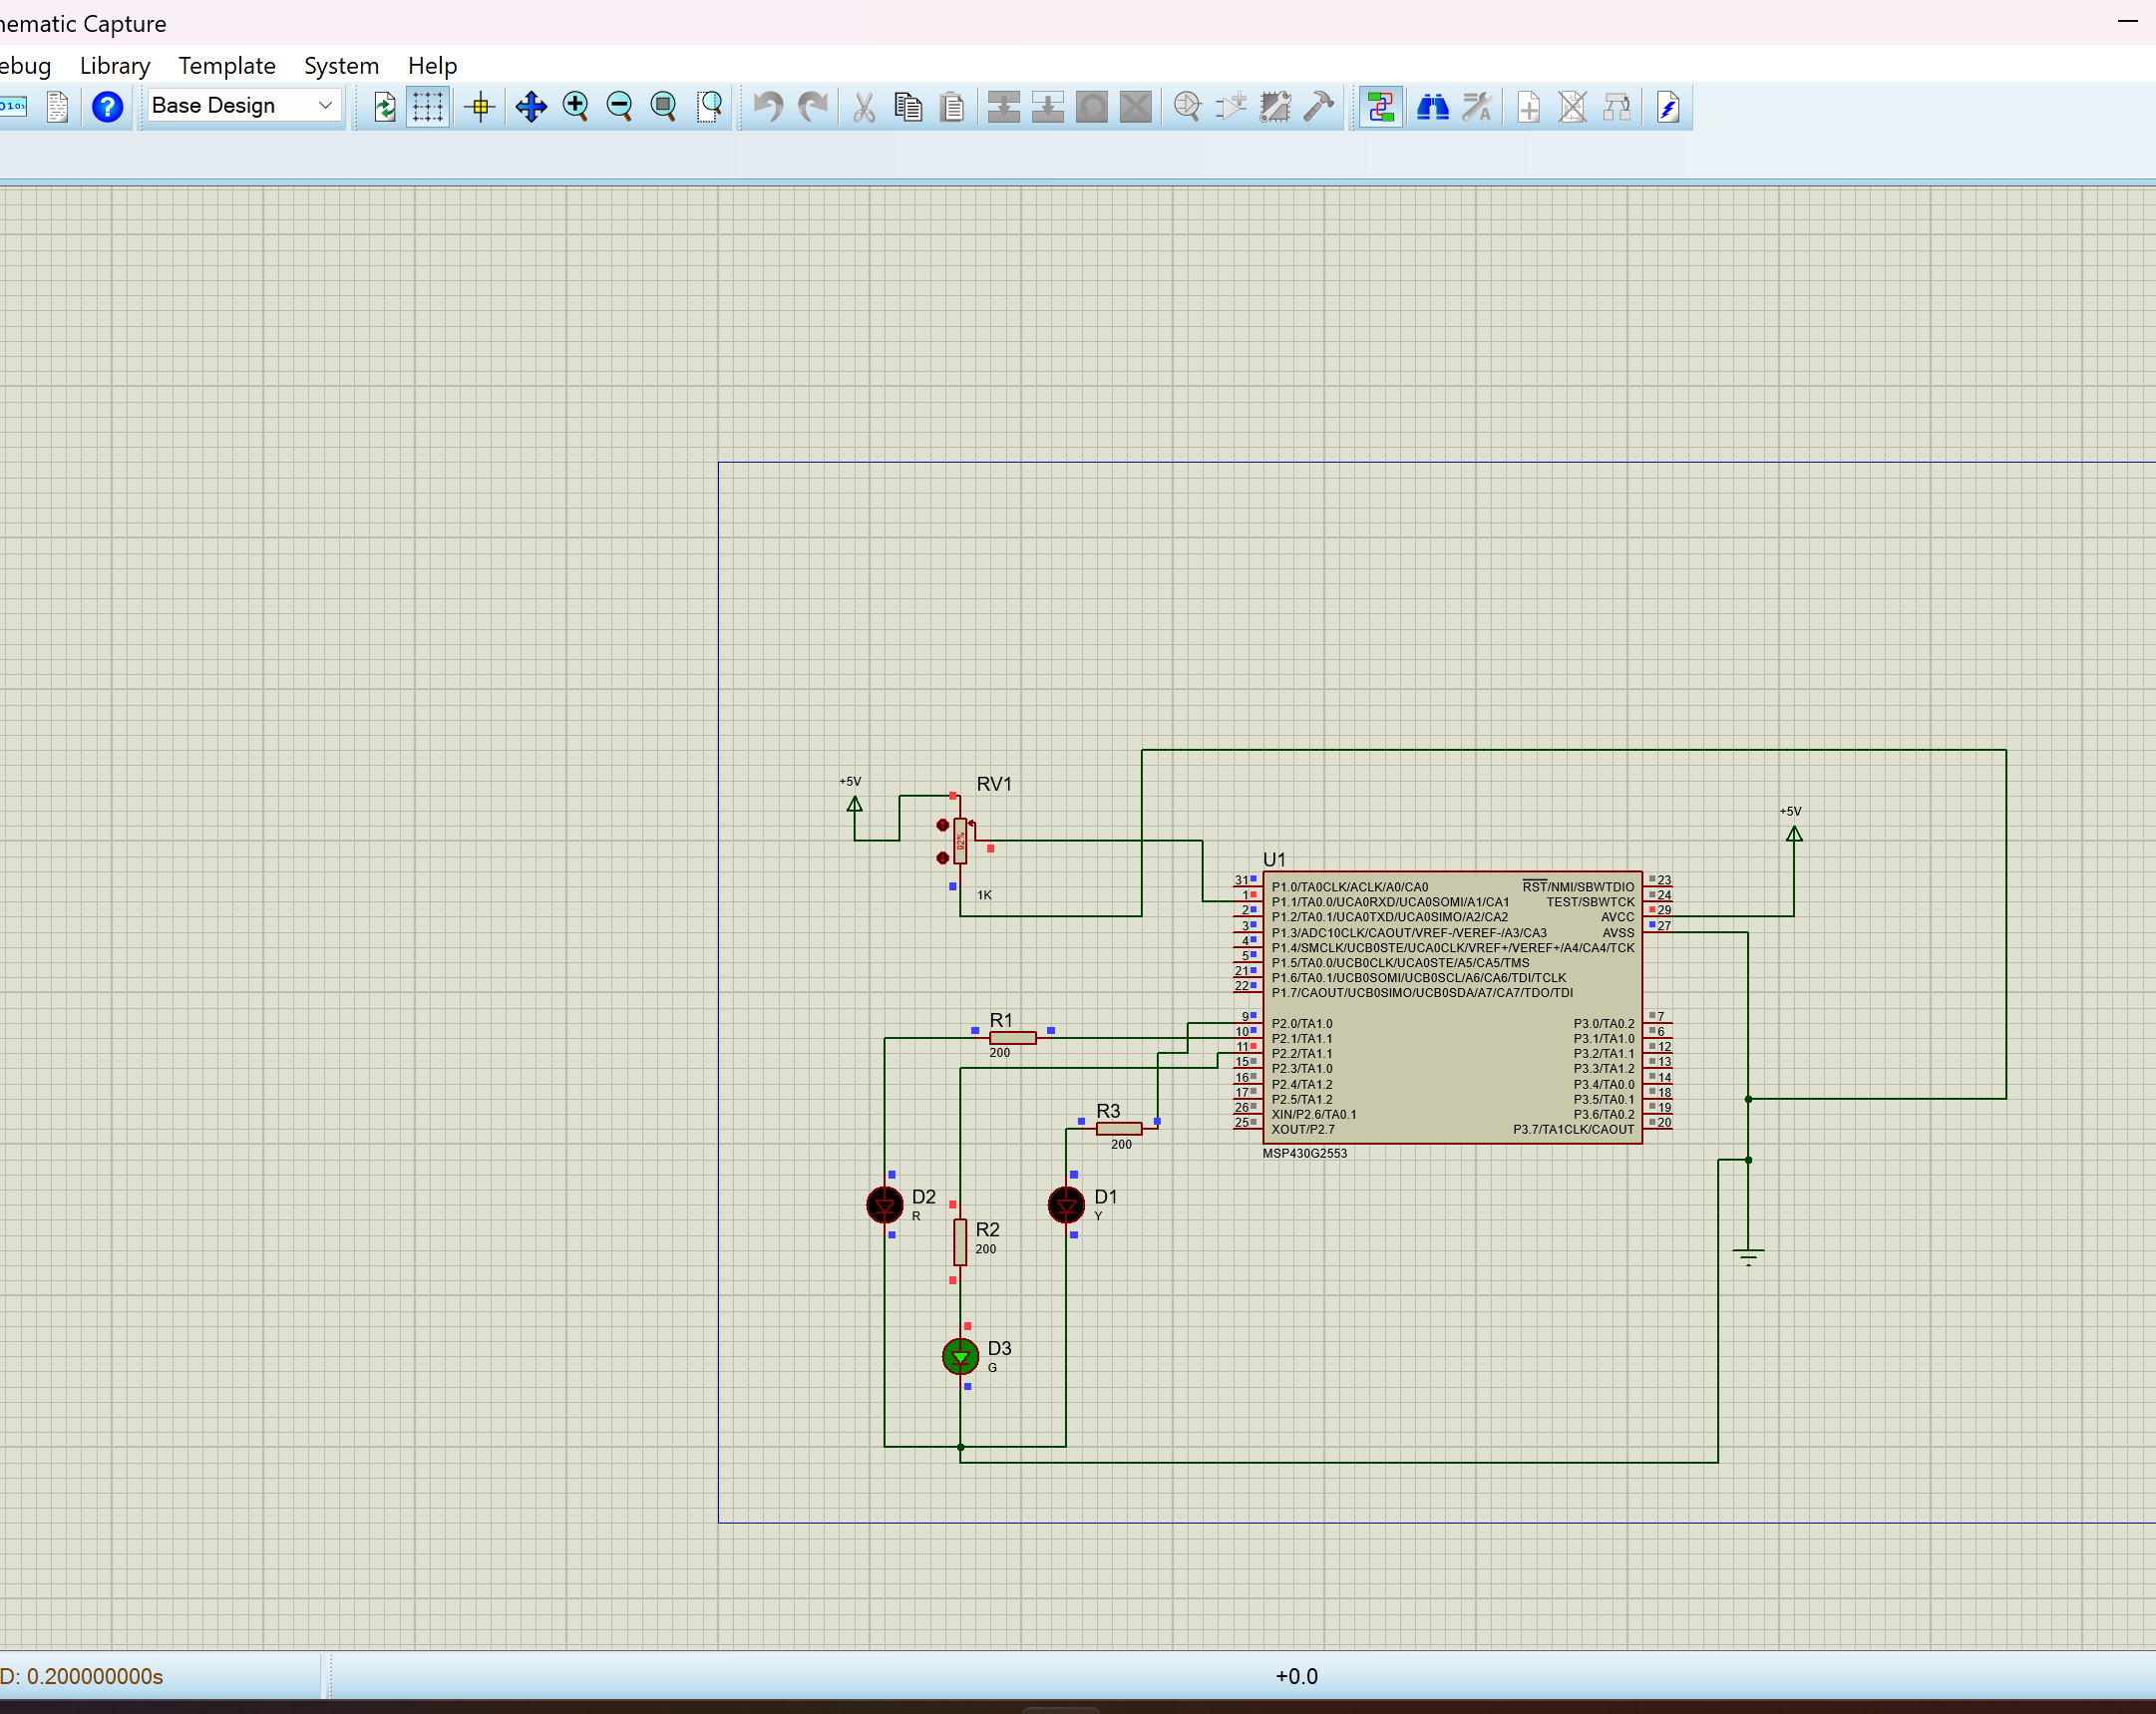 nematic Capture
ebug Library Template System Help
Base Design
+5V
RV1
92%
1K
+5V
U1
31 P1.0/TA0CLK/ACLK/A0/CA0 RST/NMI/SBWTDIO 23
1 P1.1/TA0.0/UCA0RXD/UCA0SOMI/A1/CA1 TEST/SBWTCK 24
2 P1.2/TA0.1/UCA0TXD/UCA0SIMO/A2/CA2 AVCC 29
3 P1.3/ADC10CLK/CAOUT/VREF-/VEREF-/A3/CA3 AVSS 27
4 P1.4/SMCLK/UCB0STE/UCA0CLK/VREF+/VEREF+/A4/CA4/TCK
5 P1.5/TA0.0/UCB0CLK/UCA0STE/A5/CA5/TMS
21 P1.6/TA0.1/UCB0SOMI/UCB0SCL/A6/CA6/TDI/TCLK
22 P1.7/CAOUT/UCB0SIMO/UCB0SDA/A7/CA7/TDO/TDI
9 P2.0/TA1.0 P3.0/TA0.2 7
10 P2.1/TA1.1 P3.1/TA1.0 6
11 P2.2/TA1.1 P3.2/TA1.1 12
15 P2.3/TA1.0 P3.3/TA1.2 13
16 P2.4/TA1.2 P3.4/TA0.0 14
17 P2.5/TA1.2 P3.5/TA0.1 18
26 XIN/P2.6/TA0.1 P3.6/TA0.2 19
25 XOUT/P2.7 P3.7/TA1CLK/CAOUT 20
MSP430G2553
R1
200
R3
200
D2
R
D1
Y
R2
200
D3
G
D: 0.200000000s
+0.0